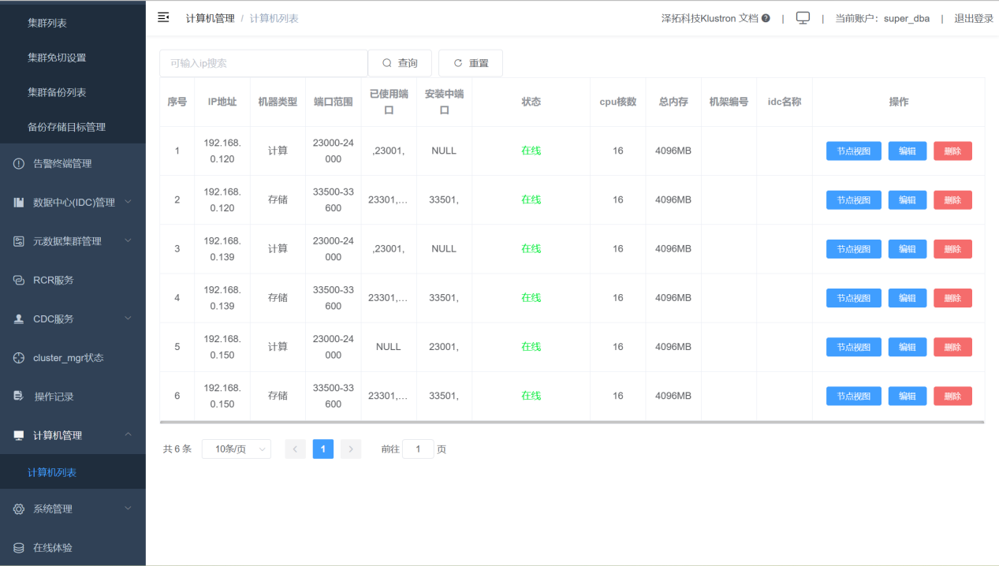 集群列表
集群免切设置
集群备份列表
备份存储目标管理
告警终端管理
数据中心(IDC)管理
元数据集群管理
RCR服务
CDC服务
cluster_mgr状态
操作记录
计算机管理
计算机列表
系统管理
在线体验
计算机管理 / 计算机列表
泽拓科技Klustron 文档 | | 当前账户：super_dba | 退出登录
可输入ip搜索 查询 重置
序号 IP地址 机器类型 端口范围 已使用端口 安装中端口 状态 cpu核数 总内存 机架编号 idc名称 操作
1 192.168.0.120 计算 23000-24000 ,23001, NULL 在线 16 4096MB 节点视图 编辑 删除
2 192.168.0.120 存储 33500-33600 23301,... 33501, 在线 16 4096MB 节点视图 编辑 删除
3 192.168.0.139 计算 23000-24000 ,23001, NULL 在线 16 4096MB 节点视图 编辑 删除
4 192.168.0.139 存储 33500-33600 23301,... 33501, 在线 16 4096MB 节点视图 编辑 删除
5 192.168.0.150 计算 23000-24000 NULL 23001, 在线 16 4096MB 节点视图 编辑 删除
6 192.168.0.150 存储 33500-33600 23301,... 33501, 在线 16 4096MB 节点视图 编辑 删除
共 6 条 10条/页 1 前往 1 页